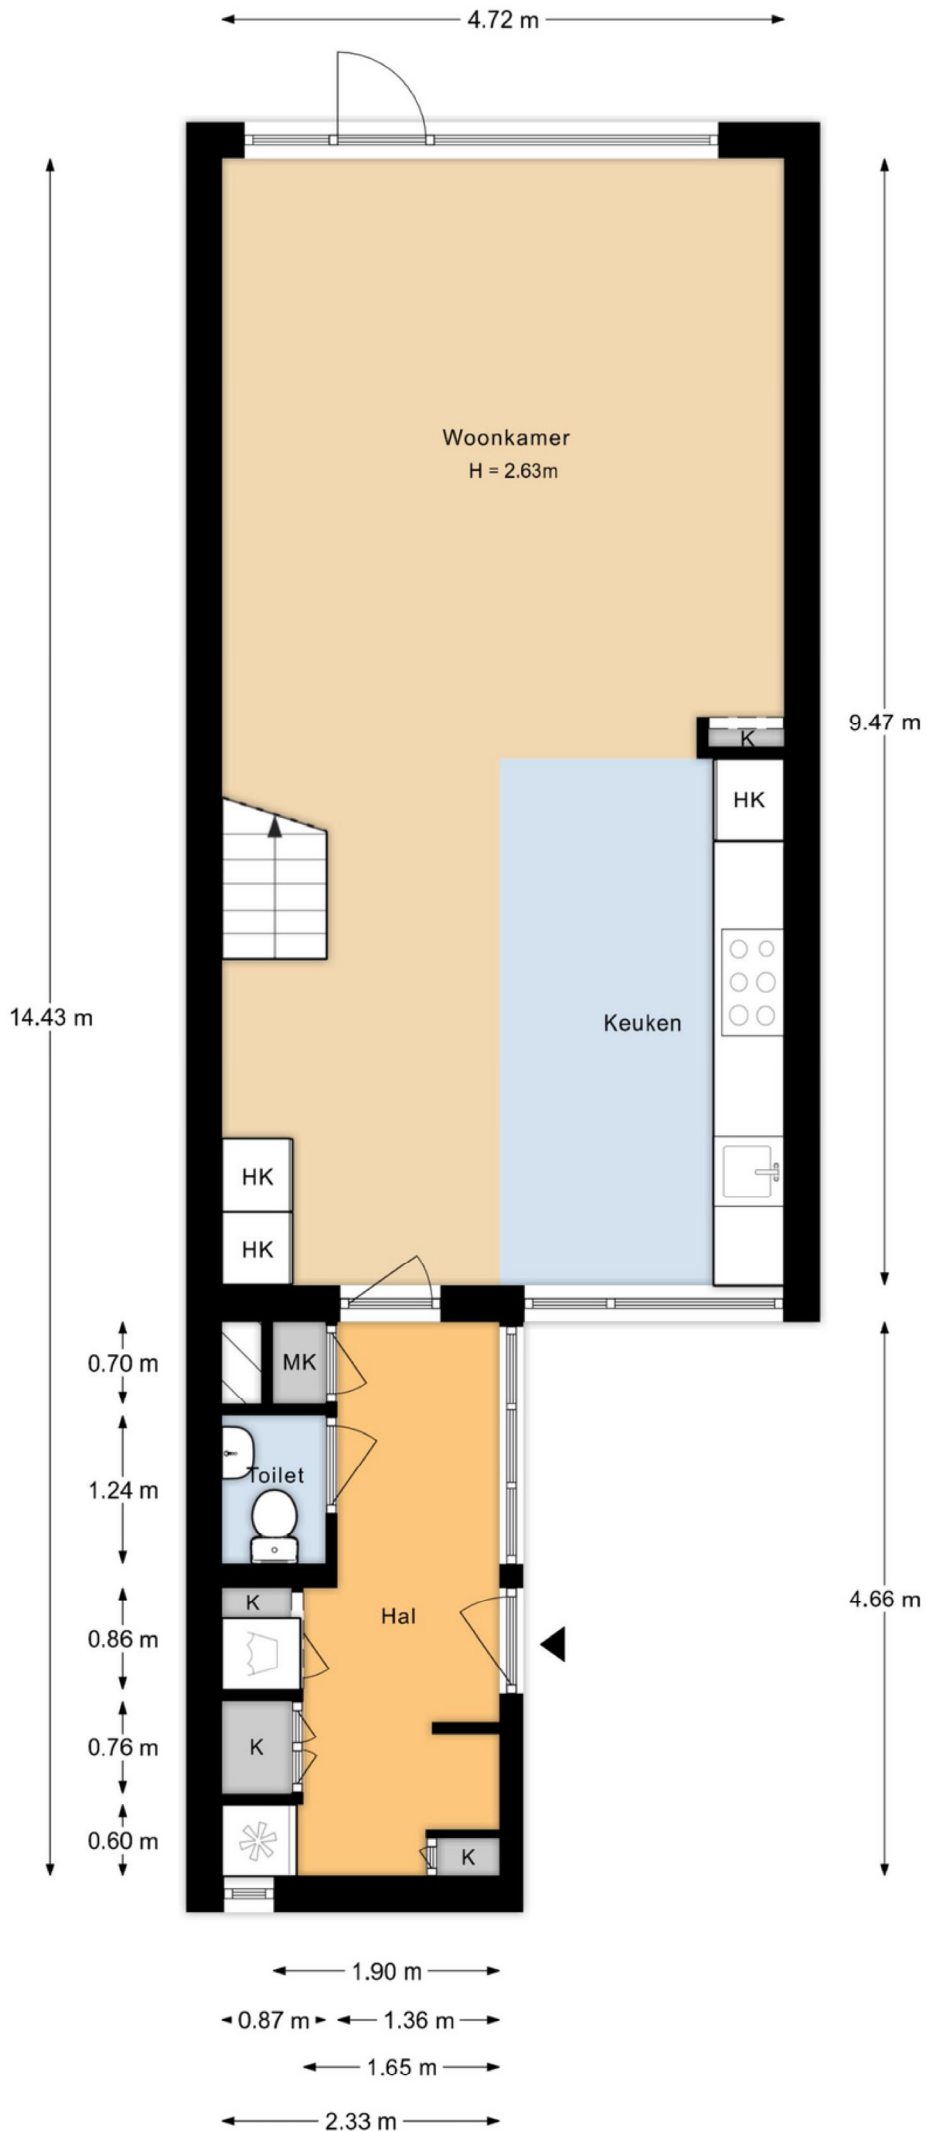 4.72 m
Woonkamer
H = 2.63m
9.47 m
K
HK
14.43 m
Keuken
HK
HK
0.70 m
MK
1.24 m
Toilet
K
Hal
4.66 m
0.86 m
0.76 m
K
0.60 m
K
1.90 m
0.87 m
1.36 m
1.65 m
2.33 m